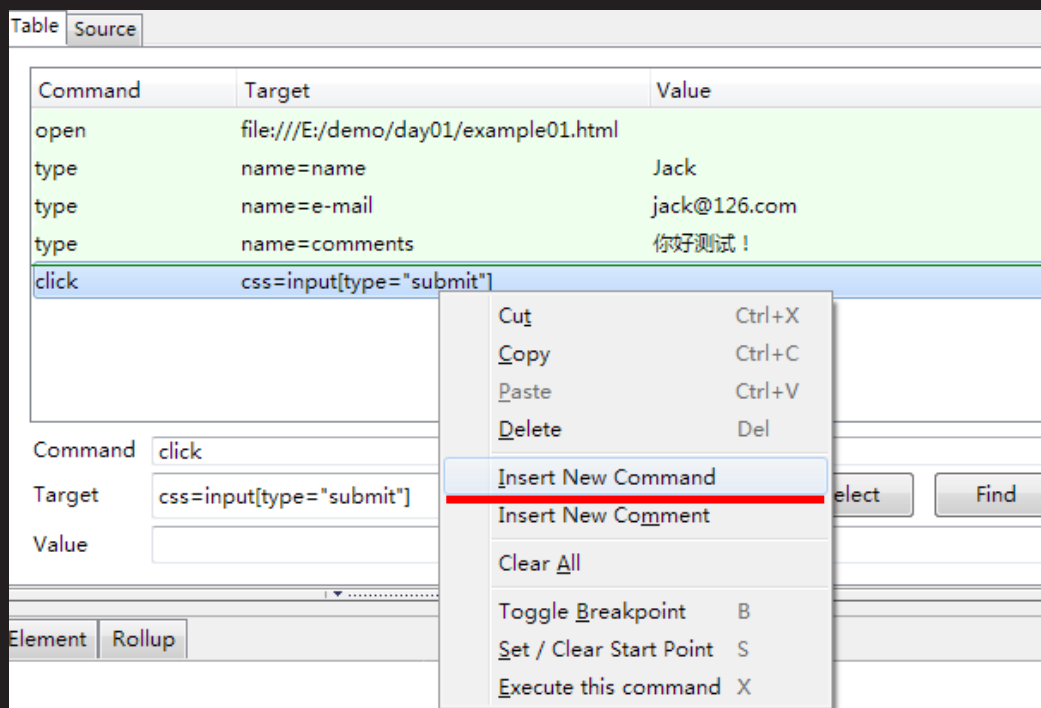 Table Source
Command Target Value
open file:///E:/demo/day01/example01.html
type name=name Jack
type name=e-mail jack@126.com
type name=comments 你好测试！
click css=input[type="submit"]
Cut Ctrl+X
Copy Ctrl+C
Paste Ctrl+V
Delete Del
Command click
Insert New Command
Target css=input[type="submit"] elect Find
Insert New Comment
Value
Clear All
Toggle Breakpoint B
Element Rollup
Set / Clear Start Point S
Execute this command X